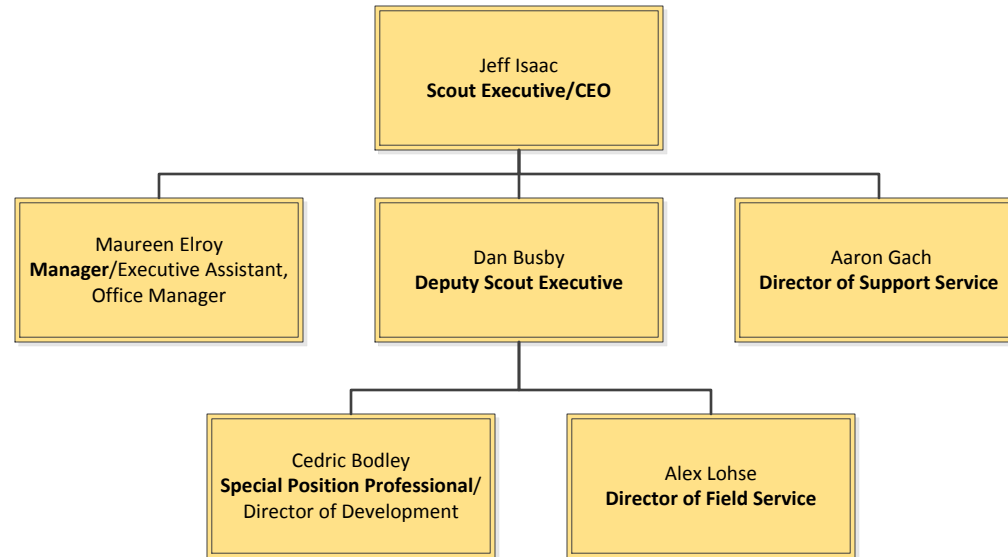 Jeff Isaac
Scout Executive/CEO
Maureen Elroy
Manager/Executive Assistant,
Office Manager
Dan Busby
Deputy Scout Executive
Aaron Gach
Director of Support Service
Cedric Bodley
Special Position Professional/
Director of Development
Alex Lohse
Director of Field Service